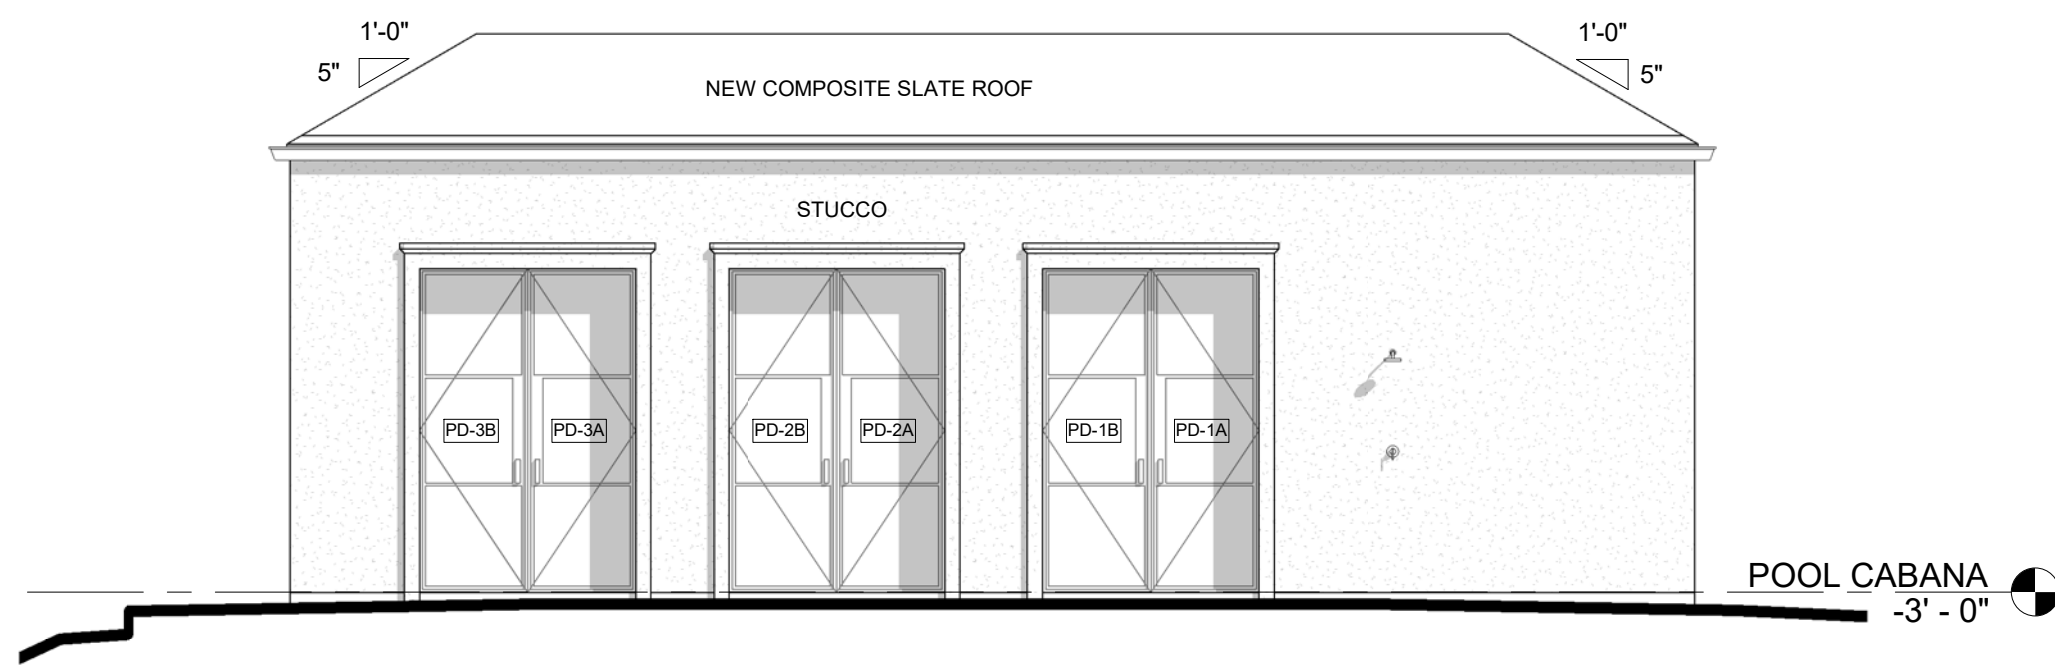 1'-0"
5"
1'-0"
5"
NEW COMPOSITE SLATE ROOF
STUCCO
PD-3B
PD-3A
PD-2B
PD-2A
PD-1B
PD-1A
POOL CABANA
-3' - 0"